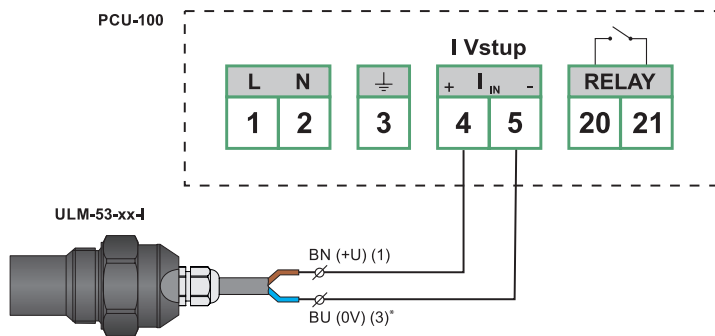 PCU-100
I Vstup
L N
+ I IN -
RELAY
1 2
3
4 5
20 21
ULM-53-xx-I
BN (+U) (1)
BU (0V) (3)*